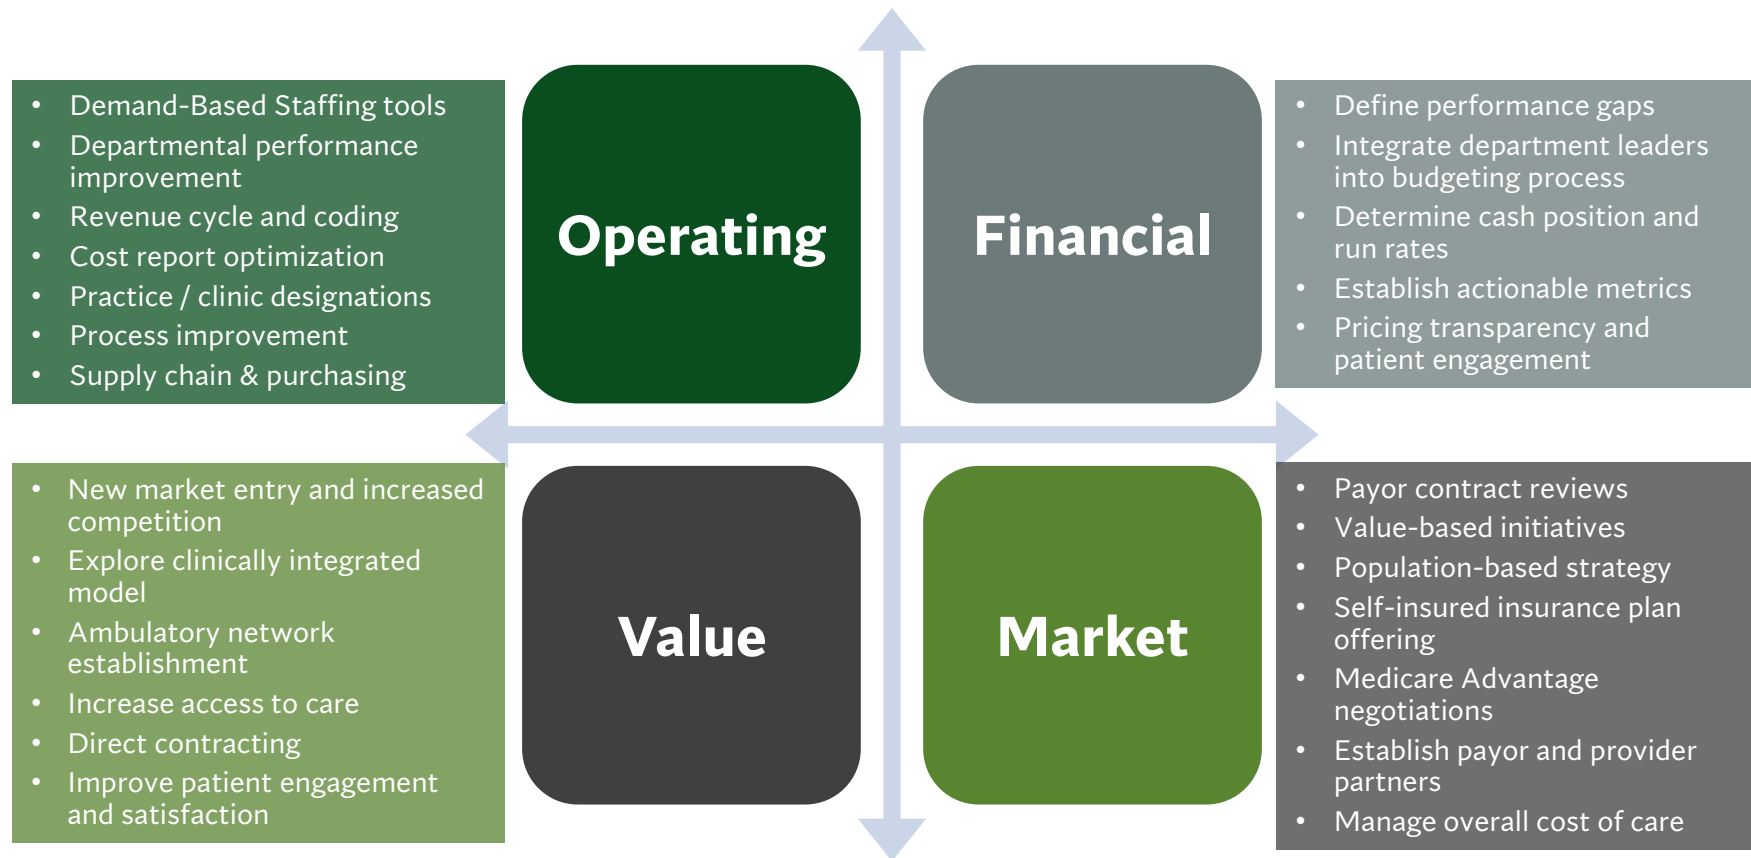 • Demand-Based Staffing tools
• Departmental performance
improvement
• Revenue cycle and coding
• Cost report optimization
• Practice / clinic designations
• Process improvement
• Supply chain & purchasing
Operating
Financial
• Define performance gaps
• Integrate department leaders
into budgeting process
• Determine cash position and
run rates
• Establish actionable metrics
• Pricing transparency and
patient engagement
• New market entry and increased
competition
• Explore clinically integrated
model
• Ambulatory network
establishment
• Increase access to care
• Direct contracting
• Improve patient engagement
and satisfaction
Value
Market
• Payor contract reviews
• Value-based initiatives
• Population-based strategy
• Self-insured insurance plan
offering
• Medicare Advantage
negotiations
• Establish payor and provider
partners
• Manage overall cost of care